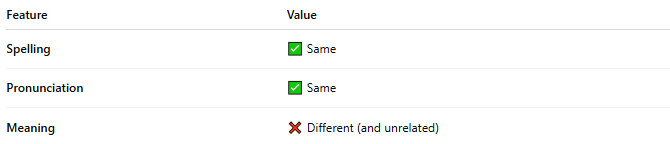 Feature Value
Spelling ✅ Same
Pronunciation ✅ Same
Meaning ❌ Different (and unrelated)